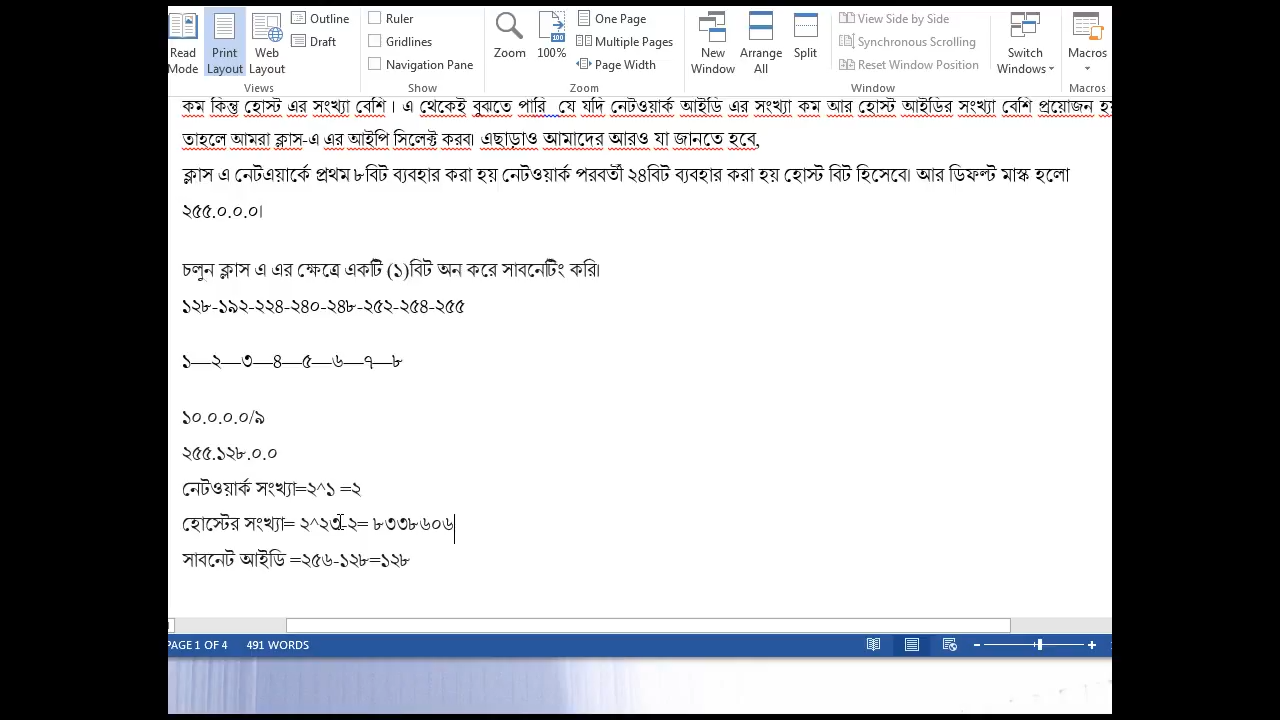 Read Mode
Print Layout
Web Layout
Outline
Draft
Views
Ruler
Gridlines
Navigation Pane
Show
Zoom
100%
One Page
Multiple Pages
Page Width
Zoom
New Window
Arrange All
Split
View Side by Side
Synchronous Scrolling
Reset Window Position
Window
Switch Windows
Macros
Macros
কম কিন্তু হোস্ট এর সংখ্যা বেশি। এ থেকেই বুঝতে পারি যে যদি নেটওয়ার্ক আইডি এর সংখ্যা কম আর হোস্ট আইডির সংখ্যা বেশি প্রয়োজন
তাহলে আমরা ক্লাস-এ এর আইপি সিলেক্ট করব। এছাড়াও আমাদের আরও যা জানতে হবে,
ক্লাস এ নেটএয়ার্কে প্রথম ৮বিট ব্যবহার করা হয় নেটওয়ার্ক পরবর্তী ২৪বিট ব্যবহার করা হয় হোস্ট বিট হিসেবে। আর ডিফল্ট মাস্ক হলো
২৫৫.০.০.০।
চলুন ক্লাস এ এর ক্ষেত্রে একটি (১)বিট অন করে সাবনেটিং করি।
১২৮-১৯২-২২৪-২৪০-২৪৮-২৫২-২৫৪-২৫৫
১—২—৩—৪—৫—৬—৭—৮
১০.০.০.০/৯
২৫৫.১২৮.০.০
নেটওয়ার্ক সংখ্যা=২^১ =২
হোস্টের সংখ্যা= ২^২৩-২= ৮৩৩৮৬০৬
সাবনেট আইডি =২৫৬-১২৮=১২৮
PAGE 1 OF 4 491 WORDS